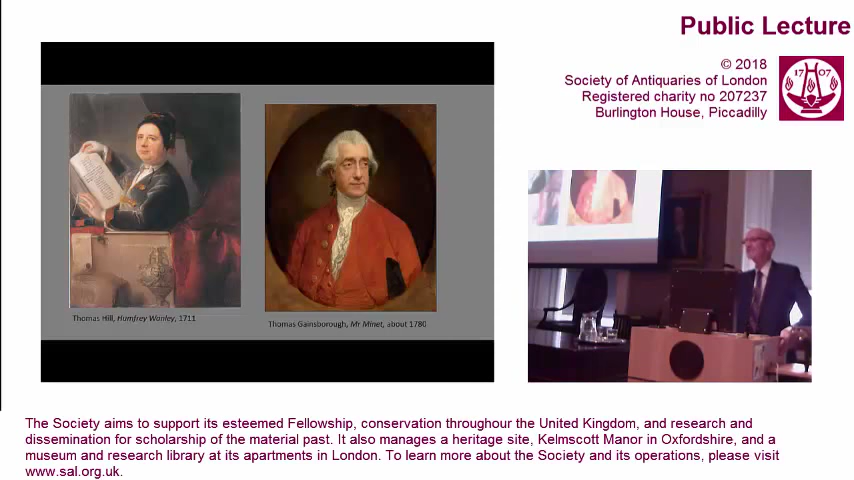 Public Lecture
© 2018
Society of Antiquaries of London
Registered charity no 207237
Burlington House, Piccadilly
17 07
Thomas Hill, Humfrey Wanley, 1711
Thomas Gainsborough, Mr Minet, about 1780
The Society aims to support its esteemed Fellowship, conservation throughour the United Kingdom, and research and
dissemination for scholarship of the material past. It also manages a heritage site, Kelmscott Manor in Oxfordshire, and a
museum and research library at its apartments in London. To learn more about the Society and its operations, please visit
www.sal.org.uk.